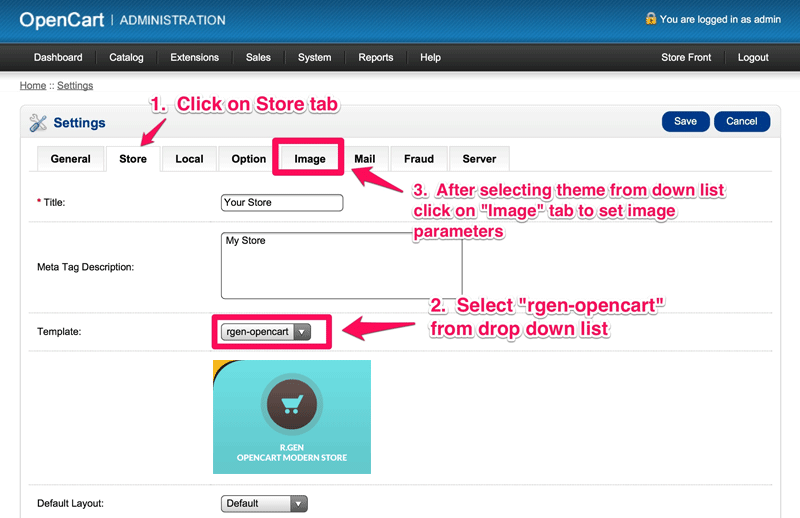 OpenCart | ADMINISTRATION
You are logged in as admin
Dashboard Catalog Extensions Sales System Reports Help Store Front Logout
Home :: Settings
1. Click on Store tab
Settings
Save Cancel
General Store Local Option Image Mail Fraud Server
3. After selecting theme from down list
click on "Image" tab to set image
parameters
* Title:
Your Store
Meta Tag Description:
My Store
2. Select "rgen-opencart"
from drop down list
Template:
rgen-opencart
R.GEN
OPENCART MODERN STORE
Default Layout:
Default